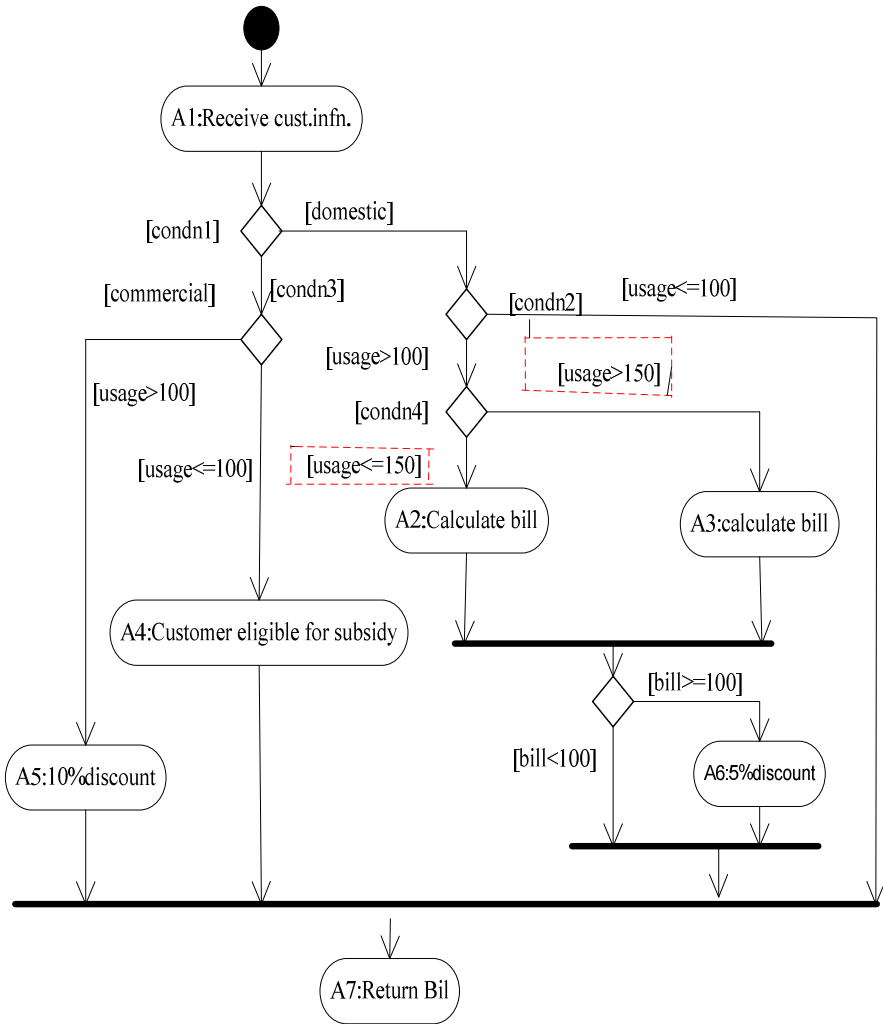 A1:Receive cust.infn.
[domestic]
[condn1]
[commercial]
[condn3]
[usage<=100]
[condn2]
[usage>100]
[usage>150]
[usage>100]
[condn4]
[usage<=100]
[usage<=150]
A2:Calculate bill
A3:calculate bill
A4:Customer eligible for subsidy
[bill>=100]
[bill<100]
A5:10%discount
A6:5%discount
A7:Return Bil